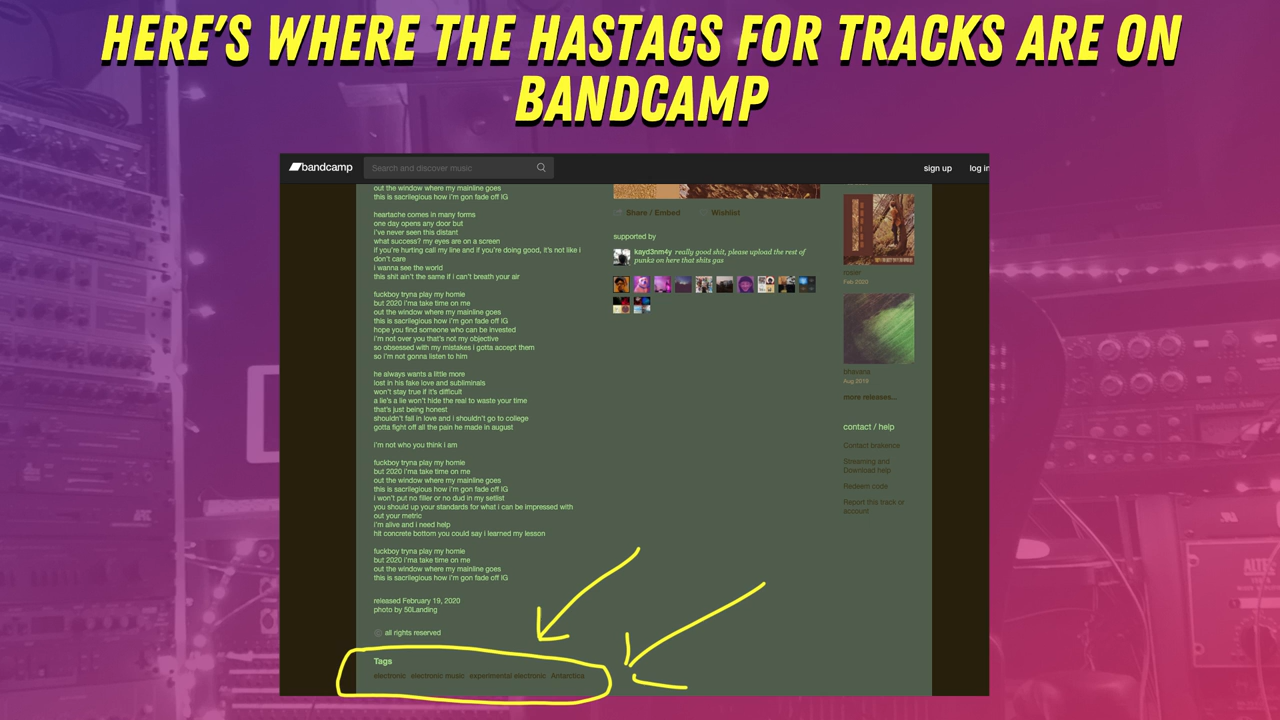 HERE'S WHERE THE HASTAGS FOR TRACKS ARE ON
BANDCAMP
bandcamp
Search and discover music
sign up
log in
out the window where my mainline goes
this is sacrilegious how i'm gon fade off IG
heartache comes in many forms
one day opens any door but
i've never seen this distant
what success? my eyes are on a screen
if you're hurting call my line and if you're doing good, it's not like i
don't care
i wanna see the world
this shit ain't the same if i can't breath your air
fuckboy tryna play my homie
but 2020 i'ma take time on me
out the window where my mainline goes
this is sacrilegious how i'm gon fade off IG
hope you find someone who can be invested
i'm not over you that's not my objective
so obsessed with my mistakes i gotta accept them
so i'm not gonna listen to him
he always wants a little more
lost in his fake love and subliminals
won't stay true if it's difficult
a lie's a lie won't hide the real to waste your time
that's just being honest
shouldn't fall in love and i shouldn't go to college
gotta fight off all the pain he made in august
i'm not who you think i am
fuckboy tryna play my homie
but 2020 i'ma take time on me
out the window where my mainline goes
this is sacrilegious how i'm gon fade off IG
i won't put no filler or no dud in my setlist
you should up your standards for what i can be impressed with
out your metric
i'm alive and i need help
hit concrete bottom you could say i learned my lesson
fuckboy tryna play my homie
but 2020 i'ma take time on me
out the window where my mainline goes
this is sacrilegious how i'm gon fade off IG
released February 19, 2020
photo by 50Landing
all rights reserved
Tags
electronic electronic music experimental electronic Antarctica
Share / Embed
Wishlist
supported by
kayd3nm4y really good shit, please upload the rest of
punk2 on here that shits gas
rosier
Feb 2020
bhavana
Aug 2019
more releases...
contact / help
Contact brakence
Streaming and
Download help
Redeem code
Report this track or
account